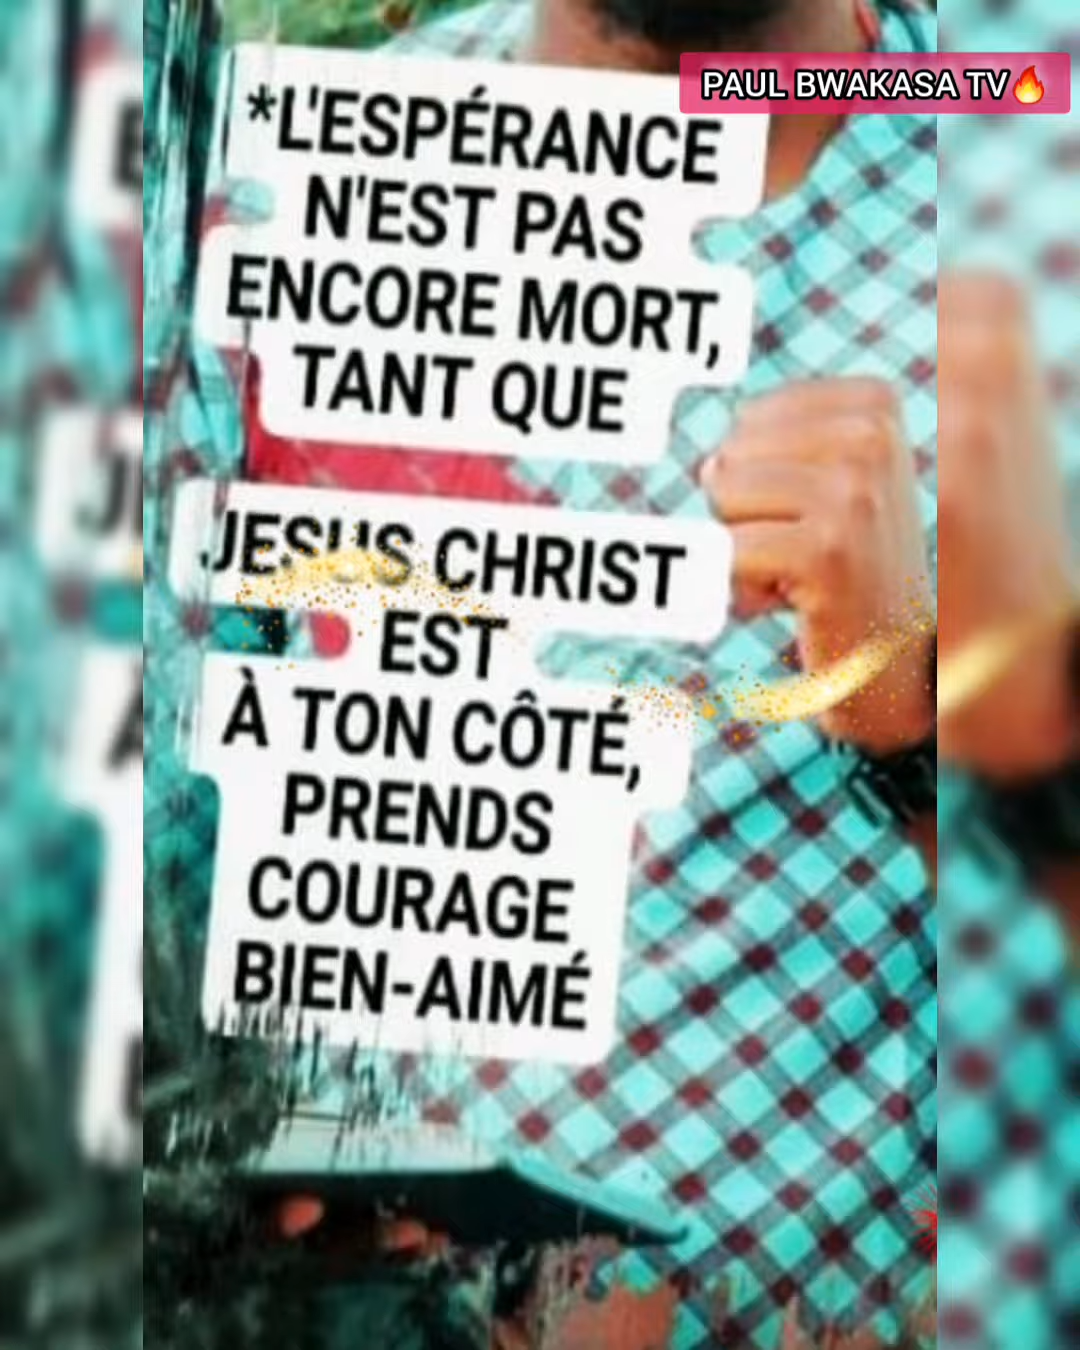 PAUL BWAKASA TV🔥
*L'ESPÉRANCE
N'EST PAS
ENCORE MORT,
TANT QUE
JESUS CHRIST
EST
À TON CÔTÉ,
PRENDS
COURAGE
BIEN-AIMÉ